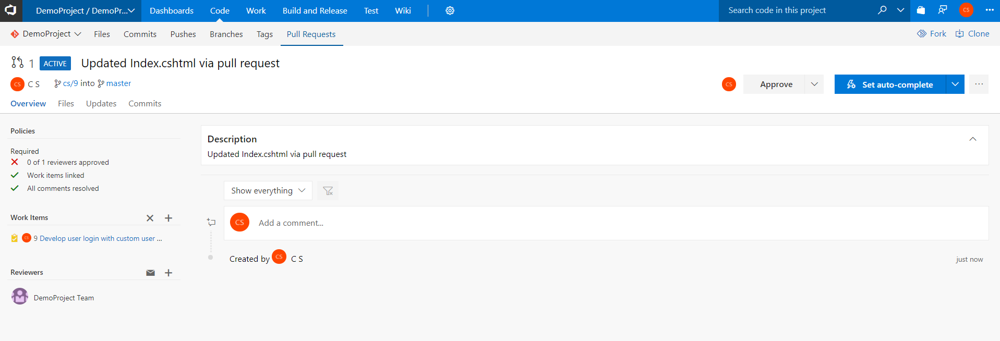 DemoProject / DemoPr... Dashboards Code Work Build and Release Test Wiki Search code in this project CS ...
DemoProject Files Commits Pushes Branches Tags Pull Requests Fork Clone
1 ACTIVE Updated Index.cshtml via pull request
CS C S cs/9 into master CS Approve Set auto-complete ...
Overview Files Updates Commits
Policies
Required
0 of 1 reviewers approved
Work items linked
All comments resolved
Work Items
CS 9 Develop user login with custom user ...
Reviewers
DemoProject Team
Description
Updated Index.cshtml via pull request
Show everything
CS Add a comment...
Created by CS C S just now